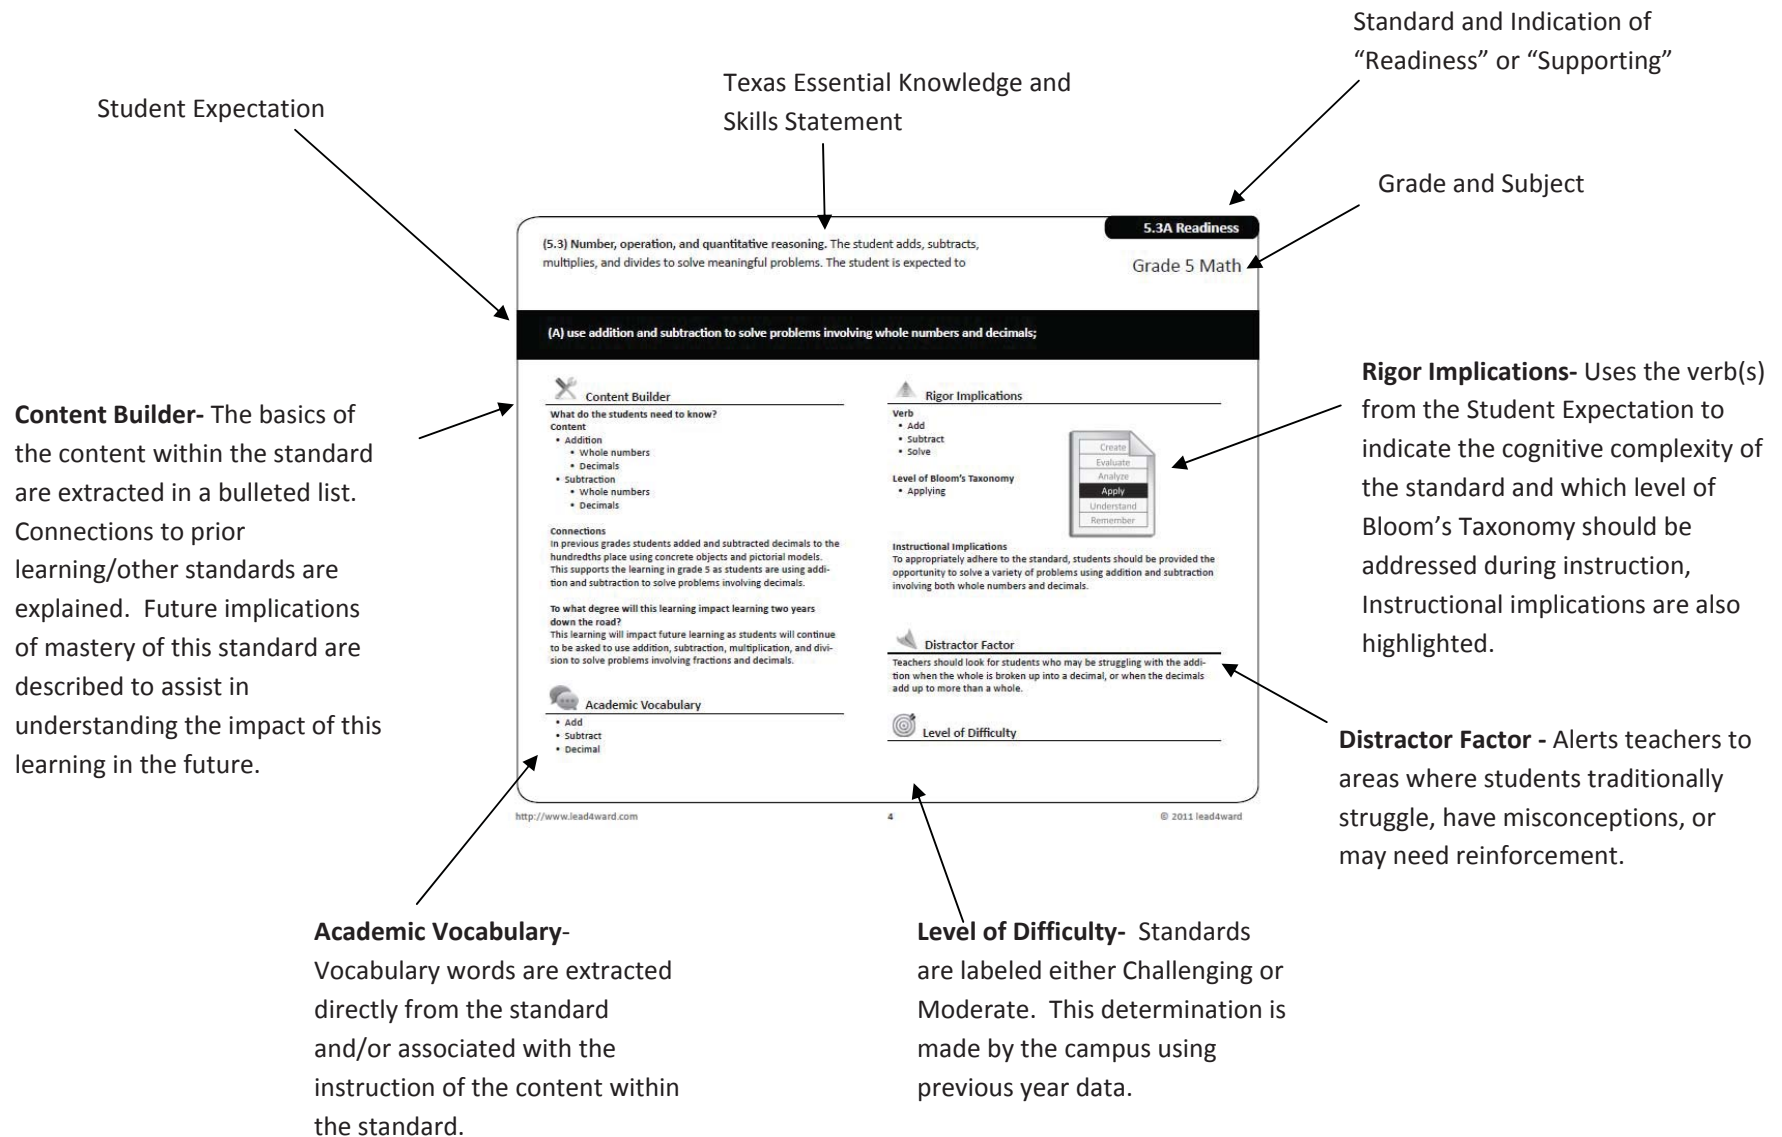 Standard and Indication of
“Readiness” or “Supporting”
Texas Essential Knowledge and
Skills Statement
Student Expectation
Grade and Subject
5.3A Readiness
(5.3) Number, operation, and quantitative reasoning. The student adds, subtracts,
multiplies, and divides to solve meaningful problems. The student is expected to
Grade 5 Math
(A) use addition and subtraction to solve problems involving whole numbers and decimals;
Content Builder- The basics of
the content within the standard
are extracted in a bulleted list.
Connections to prior
learning/other standards are
explained.  Future implications
of mastery of this standard are
described to assist in
understanding the impact of this
learning in the future.
Content Builder
What do the students need to know?
Content
• Addition
• Whole numbers
• Decimals
• Subtraction
• Whole numbers
• Decimals
Connections
In previous grades students added and subtracted decimals to the
hundredths place using concrete objects and pictorial models.
This supports the learning in grade 5 as students are using addi-
tion and subtraction to solve problems involving decimals.
To what degree will this learning impact learning two years
down the road?
This learning will impact future learning as students will continue
to be asked to use addition, subtraction, multiplication, and divi-
sion to solve problems involving fractions and decimals.
Academic Vocabulary
• Add
• Subtract
• Decimal
Rigor Implications
Verb
• Add
• Subtract
• Solve
Level of Bloom’s Taxonomy
• Applying
Create
Evaluate
Analyze
Apply
Understand
Remember
Instructional Implications
To appropriately adhere to the standard, students should be provided the
opportunity to solve a variety of problems using addition and subtraction
involving both whole numbers and decimals.
Distractor Factor
Teachers should look for students who may be struggling with the addi-
tion when the whole is broken up into a decimal, or when the decimals
add up to more than a whole.
Level of Difficulty
http://www.lead4ward.com
4
© 2011 lead4ward
Rigor Implications- Uses the verb(s)
from the Student Expectation to
indicate the cognitive complexity of
the standard and which level of
Bloom’s Taxonomy should be
addressed during instruction,
Instructional implications are also
highlighted.
Distractor Factor - Alerts teachers to
areas where students traditionally
struggle, have misconceptions, or
may need reinforcement.
Academic Vocabulary-
Vocabulary words are extracted
directly from the standard
and/or associated with the
instruction of the content within
the standard.
Level of Difficulty-  Standards
are labeled either Challenging or
Moderate.  This determination is
made by the campus using
previous year data.